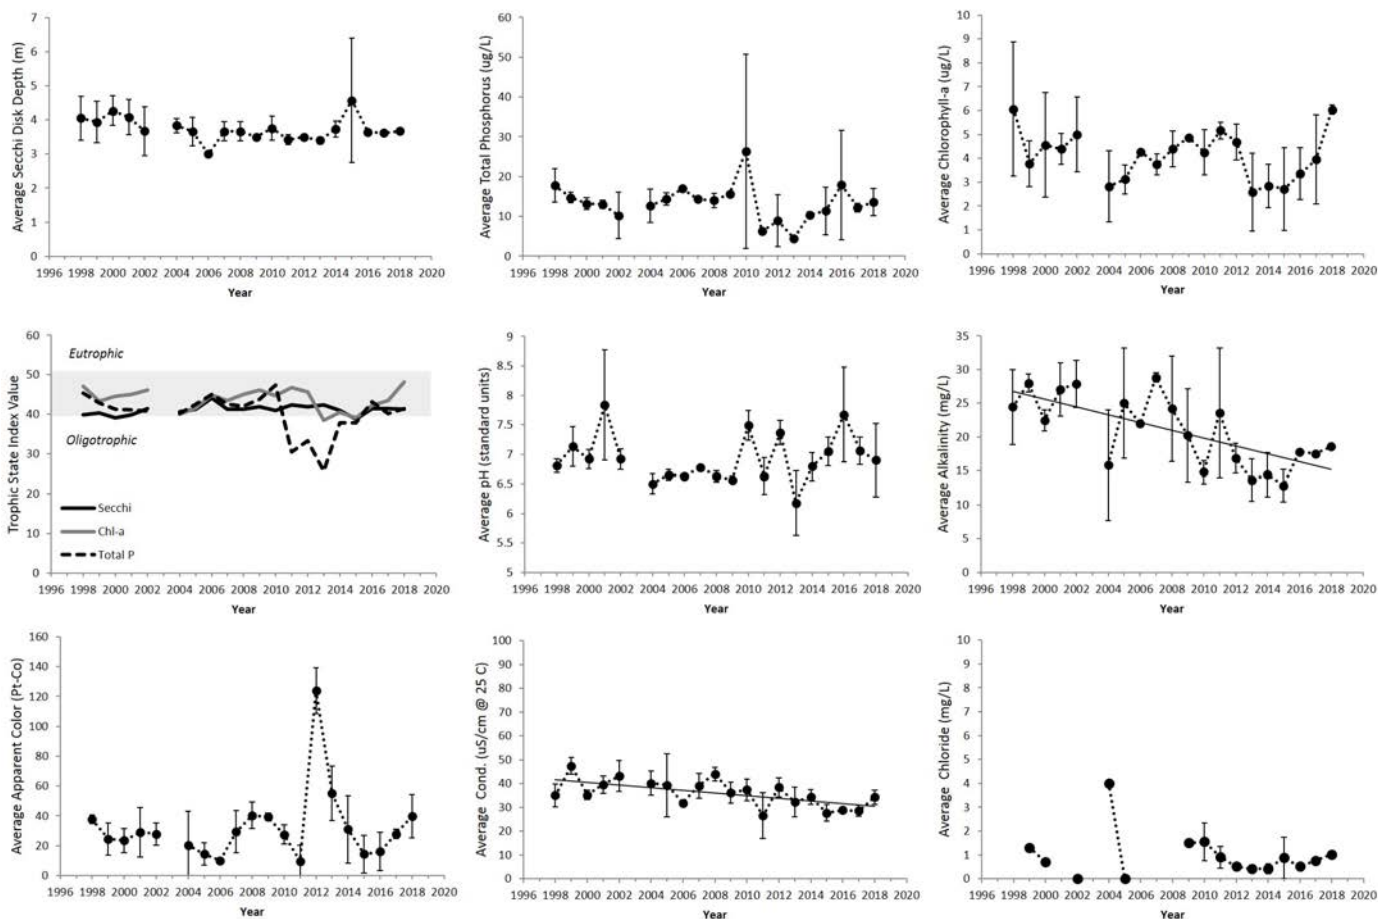 Average Secchi Disk Depth (m)
7
6
5
4
3
2
1
0
1996 1998 2000 2002 2004 2006 2008 2010 2012 2014 2016 2018 2020
Year
Average Total Phosphorus (ug/L)
60
50
40
30
20
10
0
1996 1998 2000 2002 2004 2006 2008 2010 2012 2014 2016 2018 2020
Year
Average Chlorophyll-a (ug/L)
10
9
8
7
6
5
4
3
2
1
0
1996 1998 2000 2002 2004 2006 2008 2010 2012 2014 2016 2018 2020
Year
Trophic State Index Value
60
50
40
30
20
10
0
Eutrophic
Oligotrophic
Secchi
Chl-a
Total P
1996 1998 2000 2002 2004 2006 2008 2010 2012 2014 2016 2018 2020
Year
Average pH (standard units)
9
8.5
8
7.5
7
6.5
6
5.5
5
1996 1998 2000 2002 2004 2006 2008 2010 2012 2014 2016 2018 2020
Year
Average Alkalinity (mg/L)
35
30
25
20
15
10
5
0
1996 1998 2000 2002 2004 2006 2008 2010 2012 2014 2016 2018 2020
Year
Average Apparent Color (Pt-Co)
160
140
120
100
80
60
40
20
0
1996 1998 2000 2002 2004 2006 2008 2010 2012 2014 2016 2018 2020
Year
Average Cond. (uS/cm @ 25 C)
100
90
80
70
60
50
40
30
20
10
0
1996 1998 2000 2002 2004 2006 2008 2010 2012 2014 2016 2018 2020
Year
Average Chloride (mg/L)
10
9
8
7
6
5
4
3
2
1
0
1996 1998 2000 2002 2004 2006 2008 2010 2012 2014 2016 2018 2020
Year